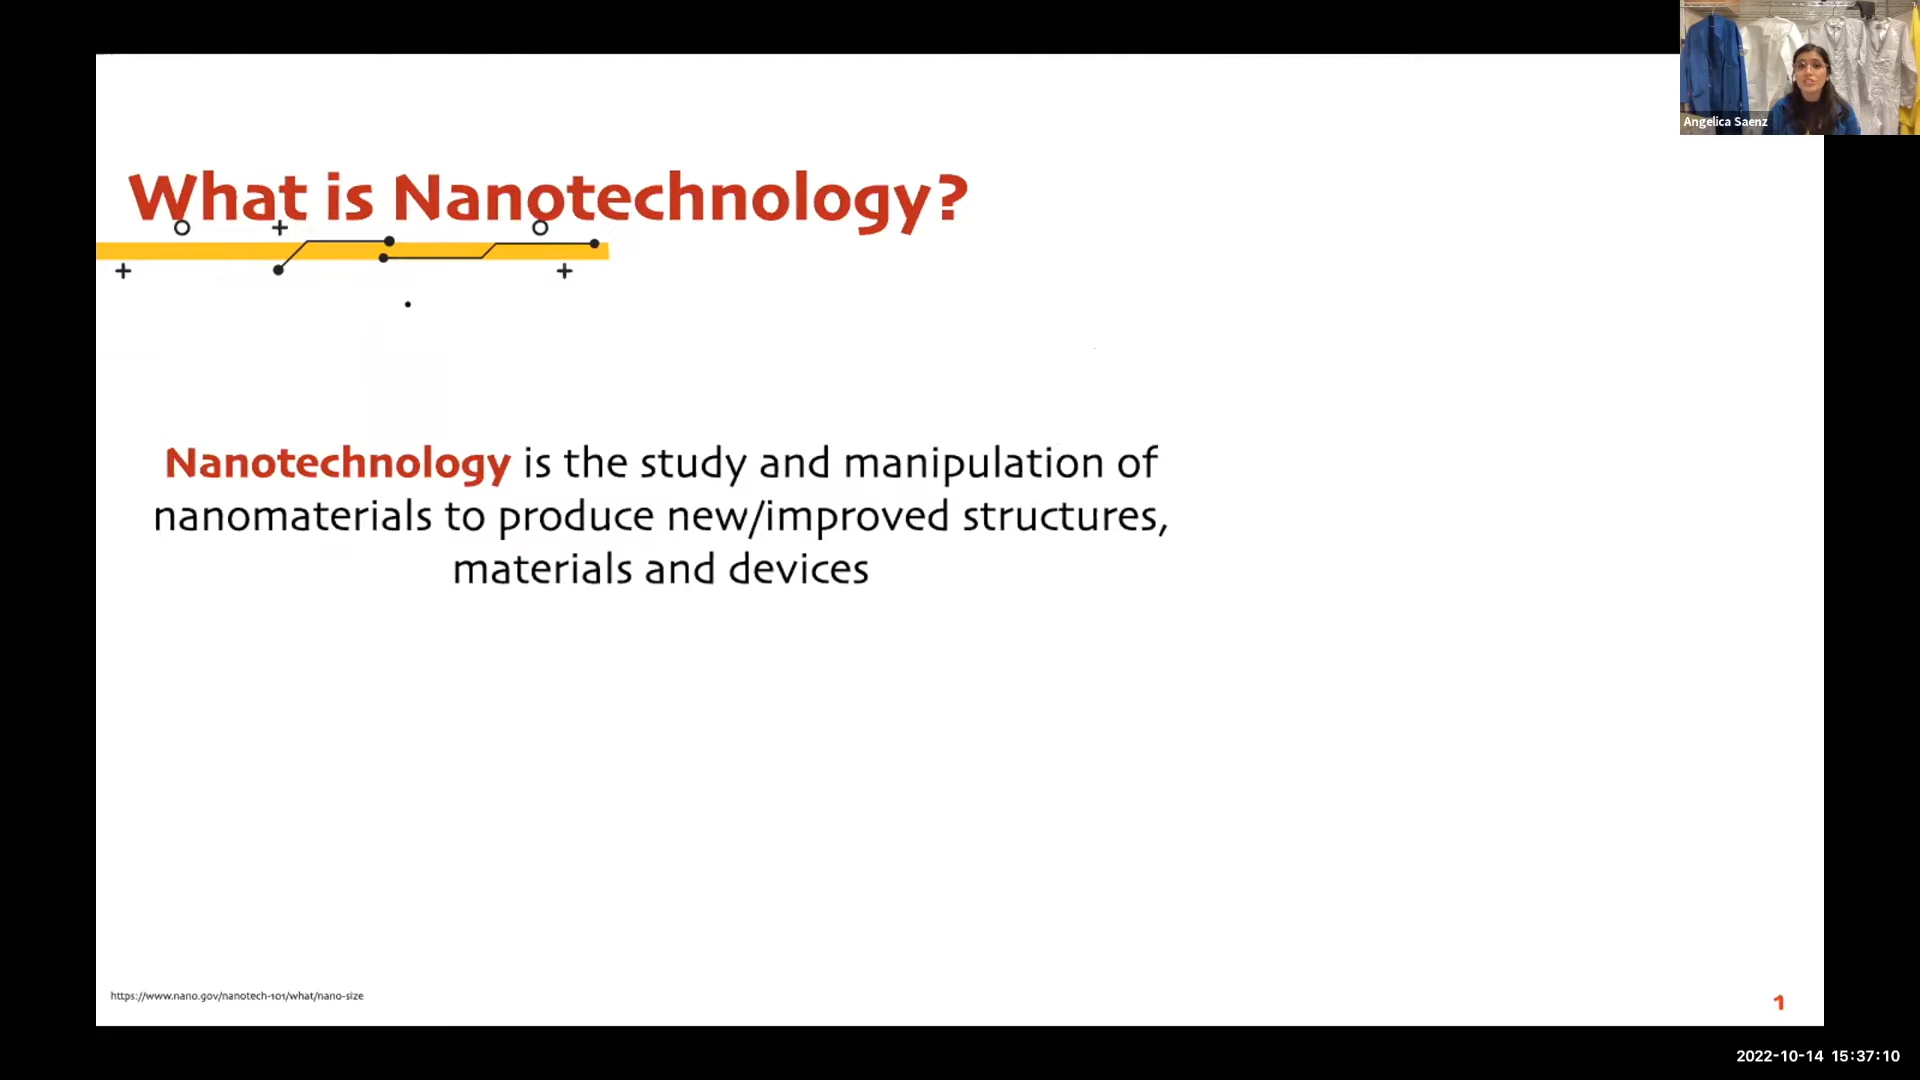 Angelica Saenz
What is Nanotechnology?
Nanotechnology is the study and manipulation of
nanomaterials to produce new/improved structures,
materials and devices
https://www.nano.gov/nanotech-101/what/nano-size
1
2022-10-14 15:37:10